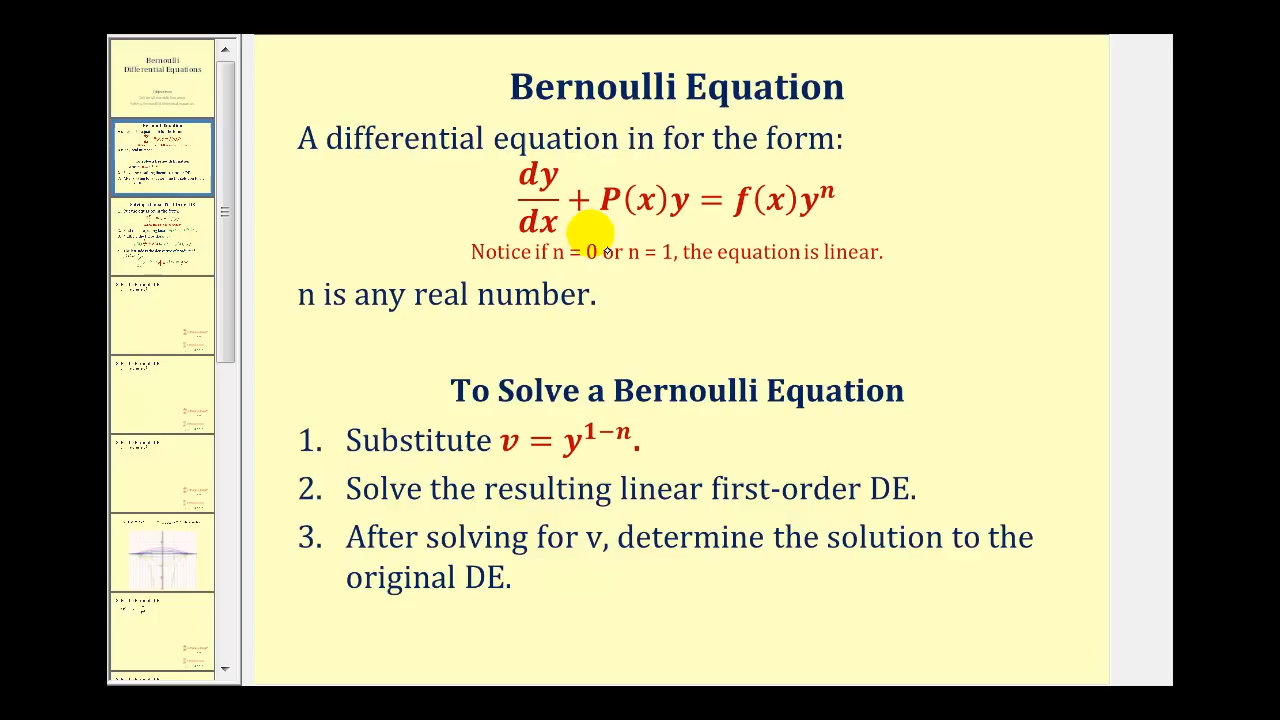 Bernoulli
Differential Equations
Bernoulli Equation
A differential equation in for the form:
dy/dx + P(x)y = f(x)yⁿ
Notice if n = 0 or n = 1, the equation is linear.
n is any real number.
To Solve a Bernoulli Equation
1. Substitute v = y¹⁻ⁿ.
2. Solve the resulting linear first-order DE.
3. After solving for v, determine the solution to the
original DE.